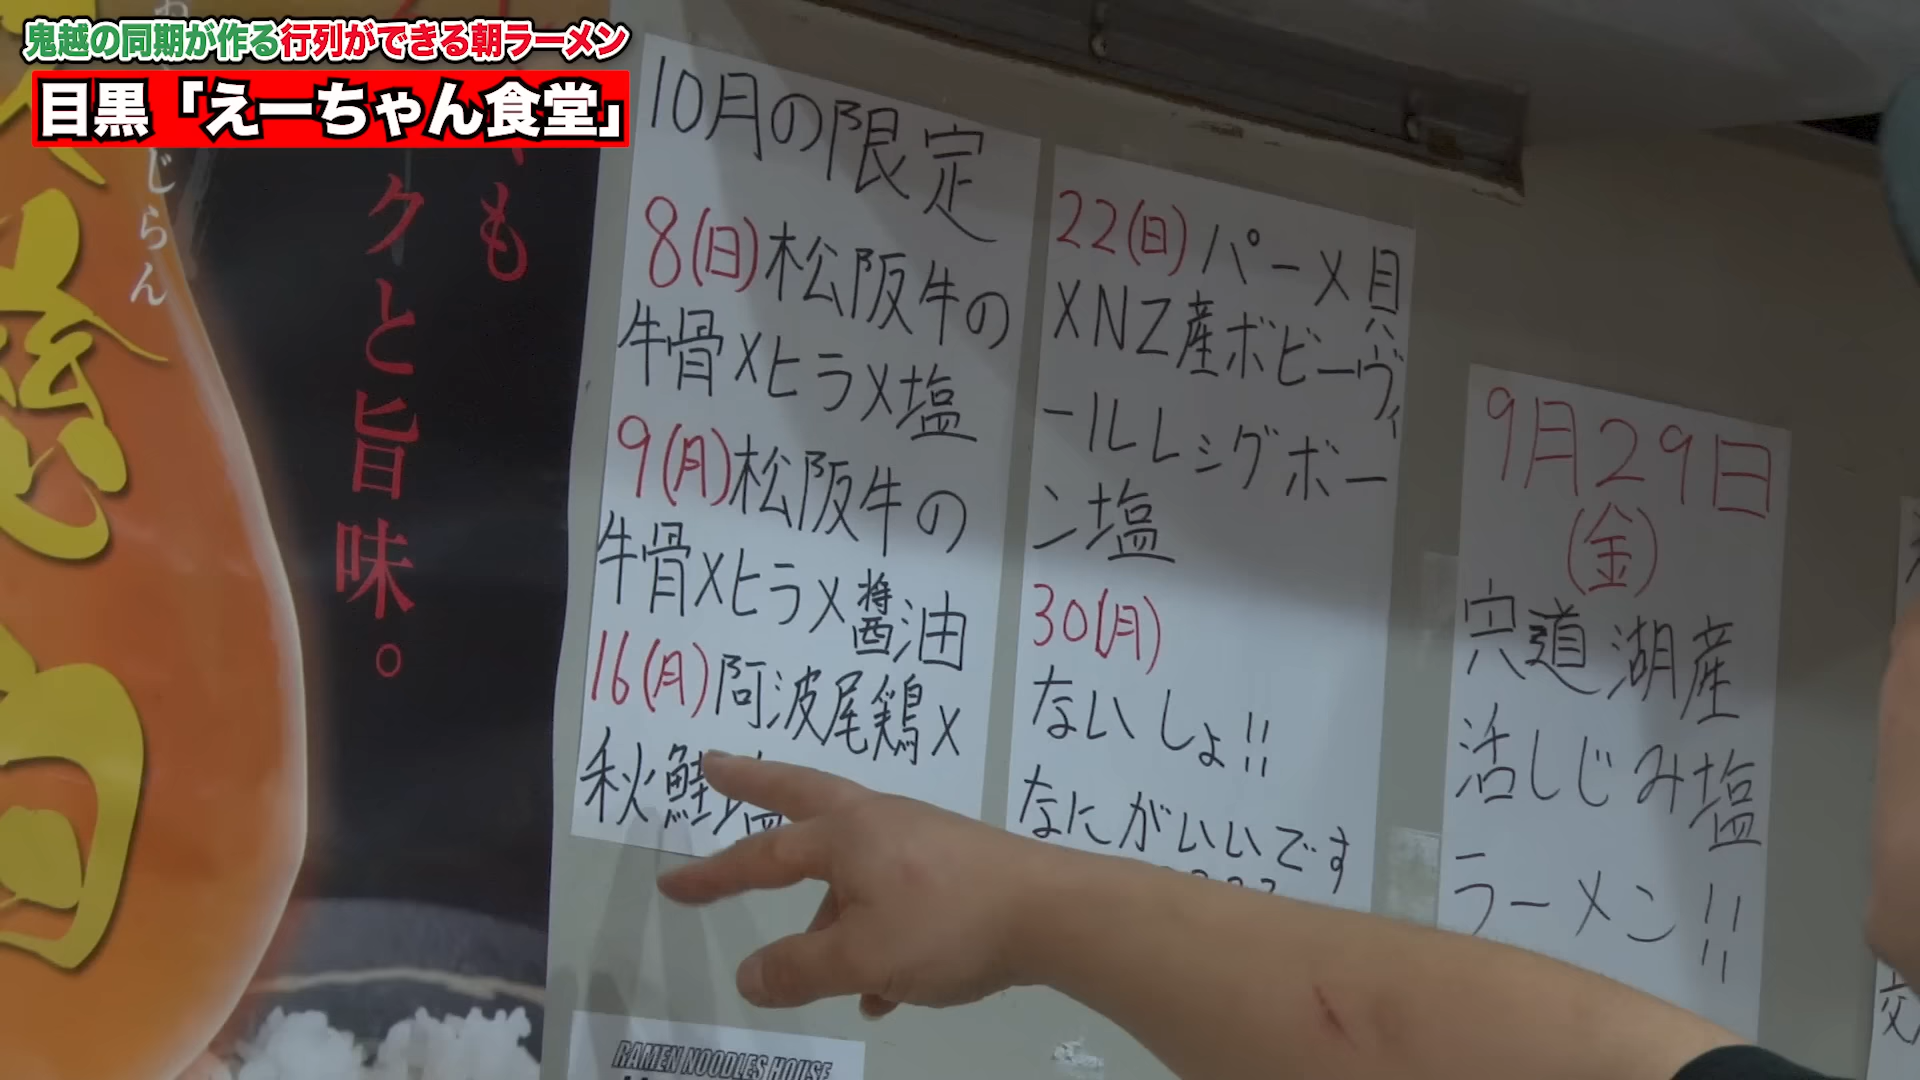 鬼越の同期が作る行列ができる朝ラーメン
目黒「えーちゃん食堂」
じらん
も
クと旨味。
10月の限定
8(日)松阪牛の
牛骨×ヒラ×塩
9(月)松阪牛の
牛骨×ヒラ×醤油
16(月)阿波尾鶏×
秋鮭塩
22(日)パーメ貝
×NZ産ボビーヴィ
ールレシグボー
ン塩
30(月)
ないしょ!!
なにがいいです
9月29日
(金)
宍道湖産
活しじみ塩
ラーメン!!
RAMEN NOODLES HOUSE